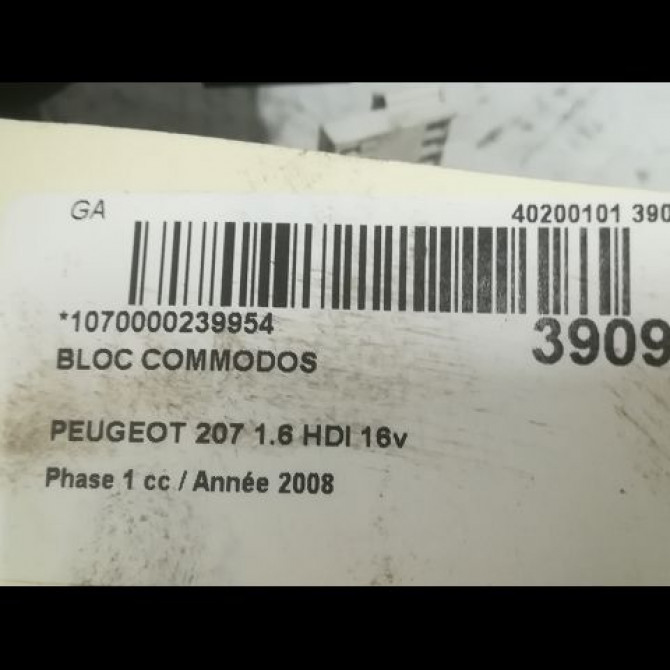 GA
40200101 390
*1070000239954
3909
BLOC COMMODOS
PEUGEOT 207 1.6 HDI 16v
Phase 1 cc / Année 2008